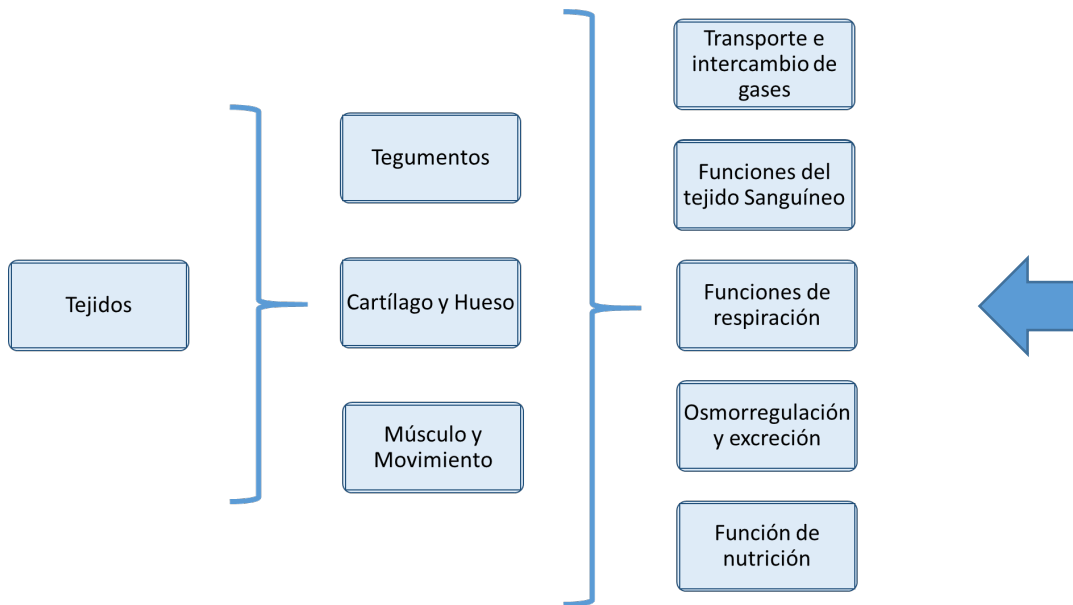 Tejidos
Tegumentos
Cartílago y Hueso
Músculo y
Movimiento
Transporte e
intercambio de
gases
Funciones del
tejido Sanguíneo
Funciones de
respiración
Osmorregulación
y excreción
Función de
nutrición